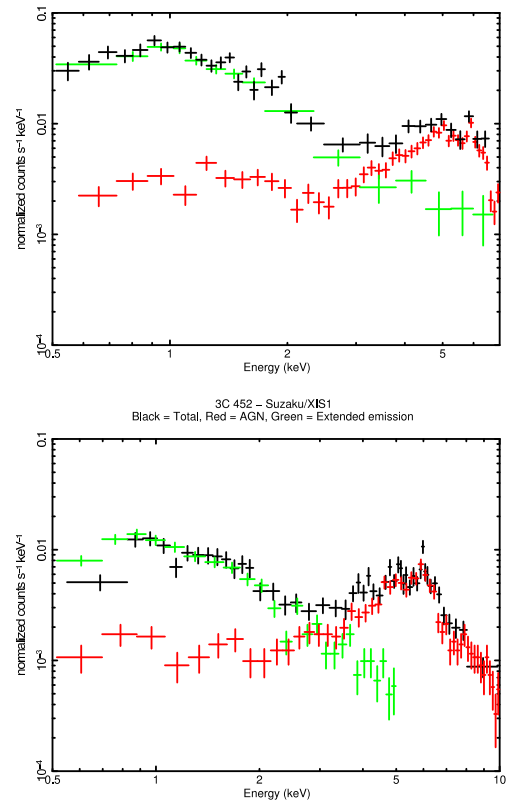 0.1
0.01
10⁻³
10⁻⁴
normalized counts s⁻¹ keV⁻¹
0.5
1
2
5
Energy (keV)
3C 452 – Suzaku/XIS1
Black = Total, Red = AGN, Green = Extended emission
0.1
0.01
10⁻³
10⁻⁴
normalized counts s⁻¹ keV⁻¹
0.5
1
2
5
10
Energy (keV)